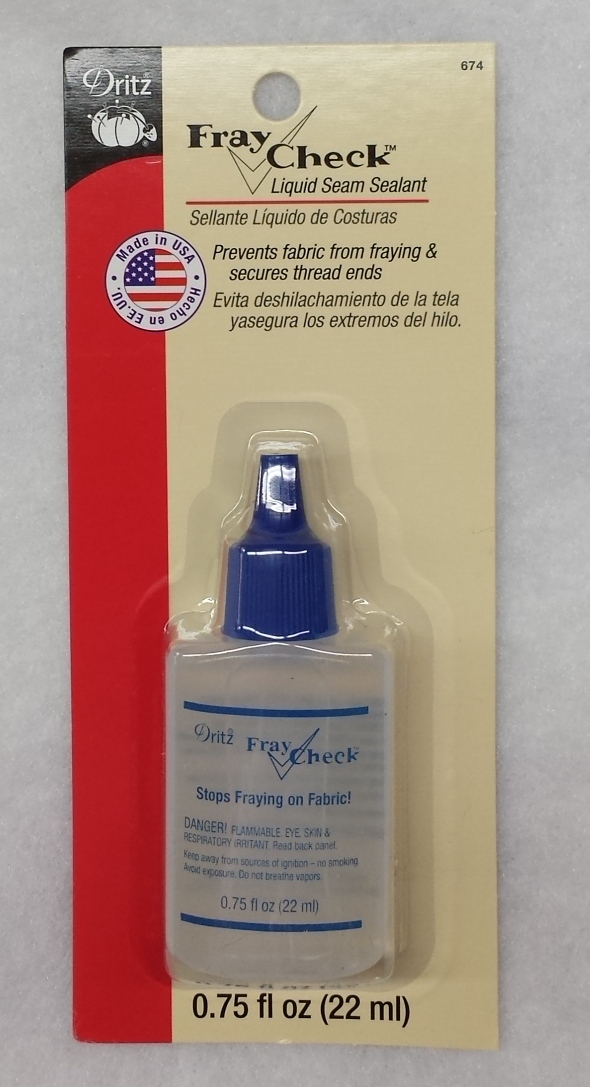 674
Dritz®
®
Fray
Check™
Liquid Seam Sealant
Sellante Líquido de Costuras
Made in USA
Hecho en EE.UU.
Prevents fabric from fraying &
secures thread ends
Evita deshilachamiento de la tela
yasegura los extremos del hilo.
Dritz®
Fray
Check™
Stops Fraying on Fabric!
DANGER! FLAMMABLE. EYE, SKIN &
RESPIRATORY IRRITANT. Read back panel.
Keep away from sources of ignition – no smoking
Avoid exposure. Do not breathe vapors.
0.75 fl oz (22 ml)
0.75 fl oz (22 ml)